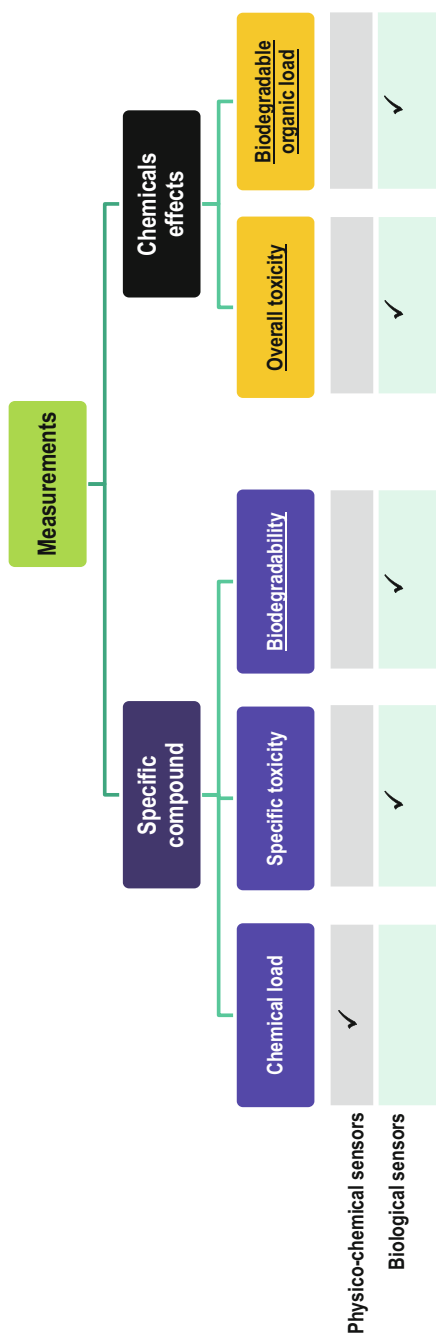 Measurements
Specific
compound
Chemicals
effects
Chemical load
Specific toxicity
Biodegradability
Overall toxicity
Biodegradable
organic load
Physico-chemical sensors
✓
Biological sensors
✓
✓
✓
✓